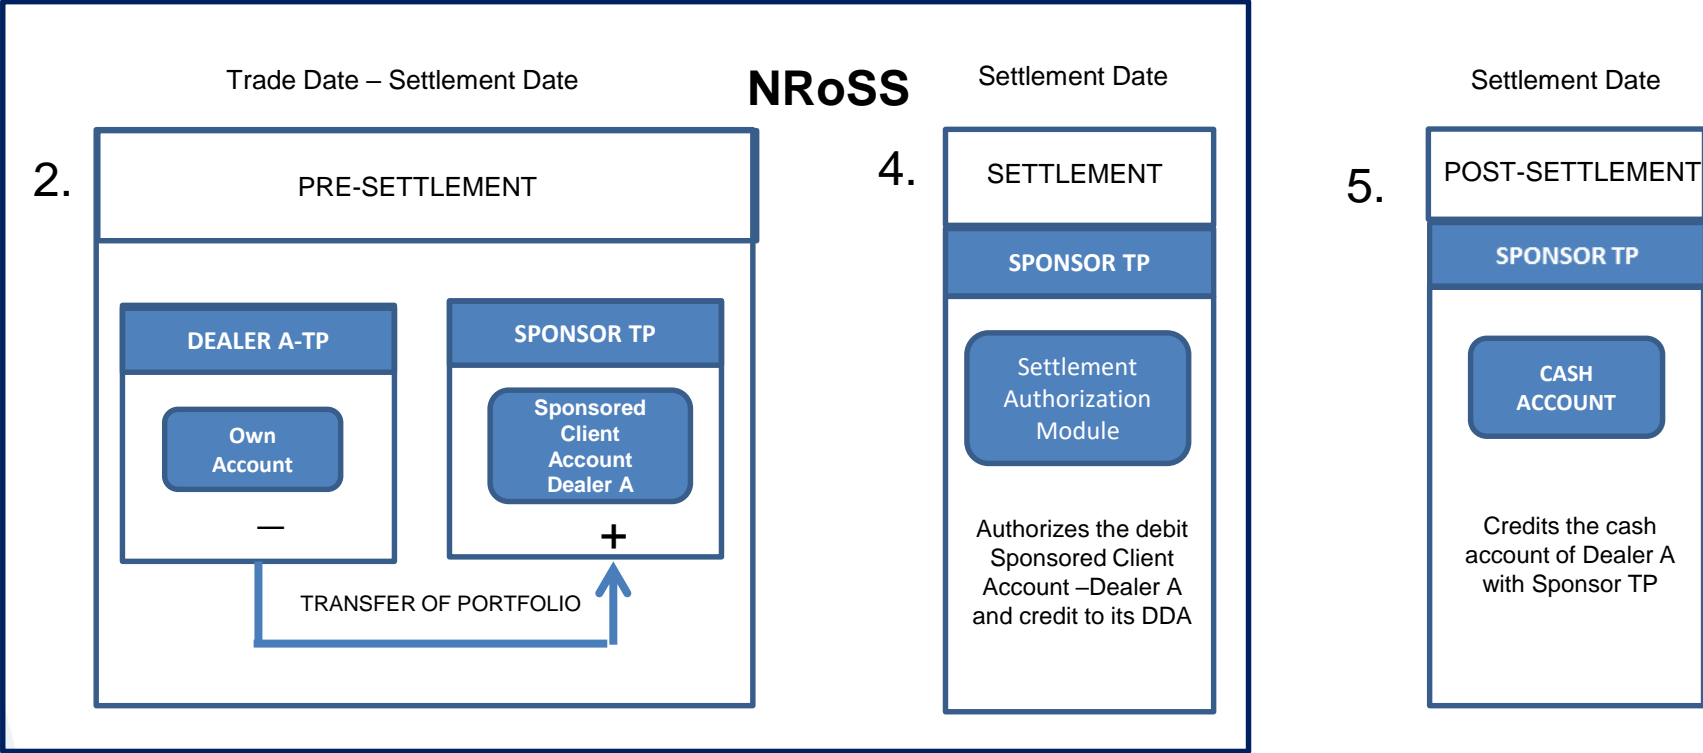 Trade Date – Settlement Date
NRoSS
Settlement Date
Settlement Date
2.
PRE-SETTLEMENT
4.
SETTLEMENT
5.
POST-SETTLEMENT
DEALER A-TP
SPONSOR TP
SPONSOR TP
SPONSOR TP
Own
Account
Sponsored
Client
Account
Dealer A
Settlement
Authorization
Module
CASH
ACCOUNT
–
+
TRANSFER OF PORTFOLIO
Authorizes the debit
Sponsored Client
Account –Dealer A
and credit to its DDA
Credits the cash
account of Dealer A
with Sponsor TP